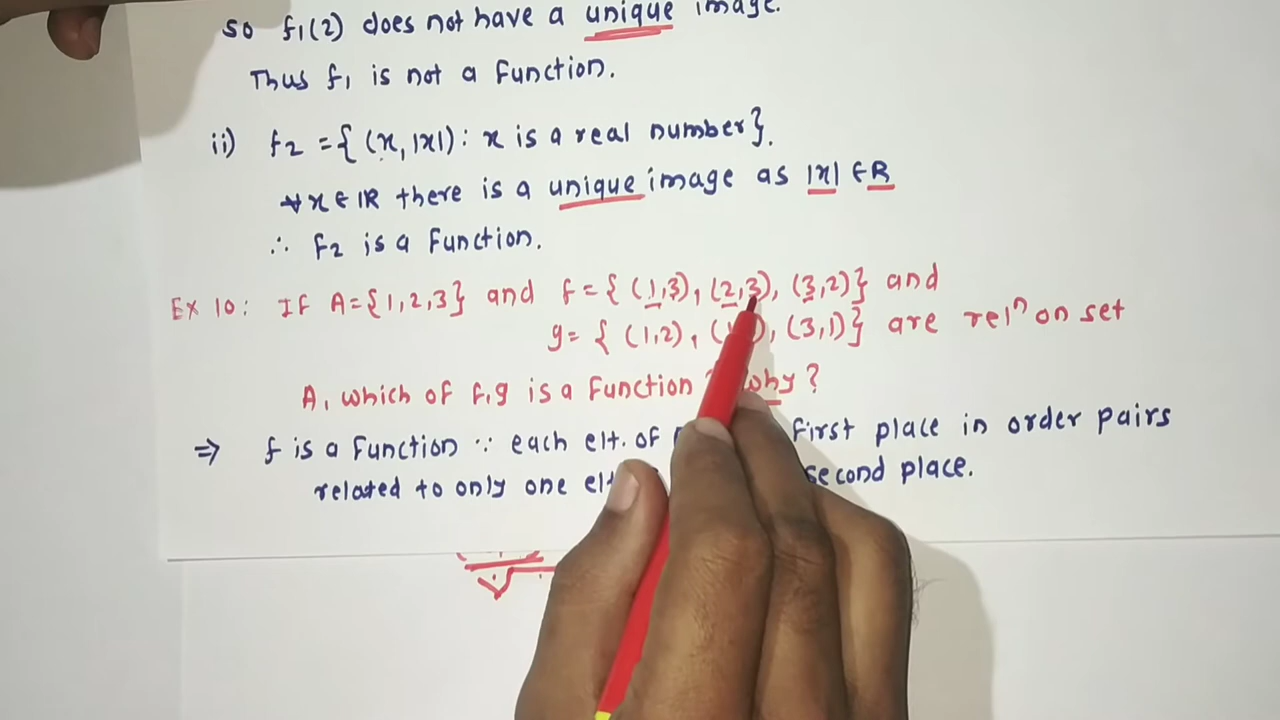 so f₁(2) does not have a unique image.
Thus f₁ is not a function.
ii) f₂ = { (x, |x|) : x is a real number }.
∀ x ∈ IR there is a unique image as |x| ∈ R
∴ f₂ is a function.
Ex 10: If A = {1,2,3} and f = { (1,3), (2,3), (3,2)} and
g = { (1,2), (1, ), (3,1)} are relⁿ on set
A, which of f,g is a function why ?
⇒ f is a function ∵ each elt. of first place in order pairs
related to only one elt second place.